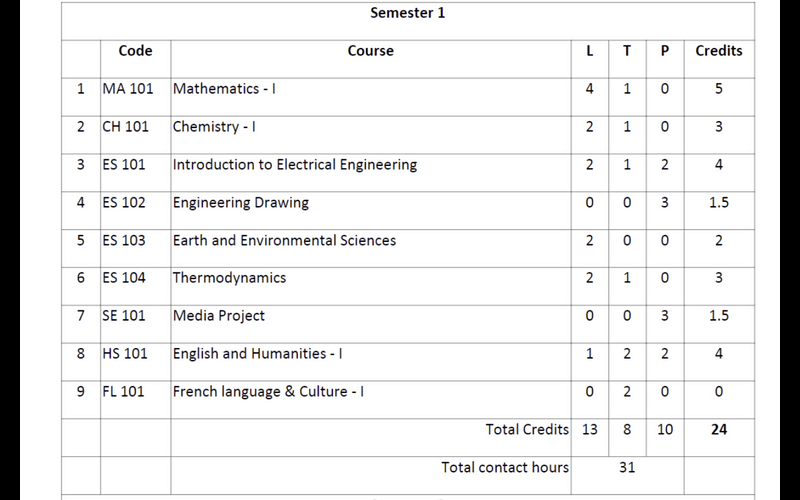 Semester 1
Code Course L T P Credits
1 MA 101 Mathematics - I 4 1 0 5
2 CH 101 Chemistry - I 2 1 0 3
3 ES 101 Introduction to Electrical Engineering 2 1 2 4
4 ES 102 Engineering Drawing 0 0 3 1.5
5 ES 103 Earth and Environmental Sciences 2 0 0 2
6 ES 104 Thermodynamics 2 1 0 3
7 SE 101 Media Project 0 0 3 1.5
8 HS 101 English and Humanities - I 1 2 2 4
9 FL 101 French language & Culture - I 0 2 0 0
Total Credits 13 8 10 24
Total contact hours 31